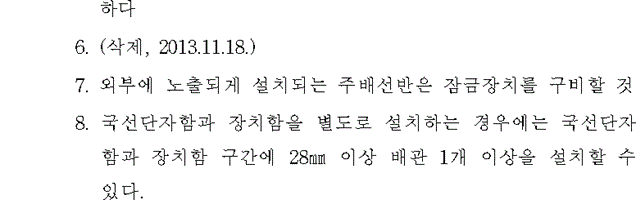 하다
6. (삭제, 2013.11.18.)
7. 외부에 노출되게 설치되는 주배선반은 잠금장치를 구비할 것
8. 국선단자함과 장치함을 별도로 설치하는 경우에는 국선단자
함과 장치함 구간에 28㎜ 이상 배관 1개 이상을 설치할 수
있다.